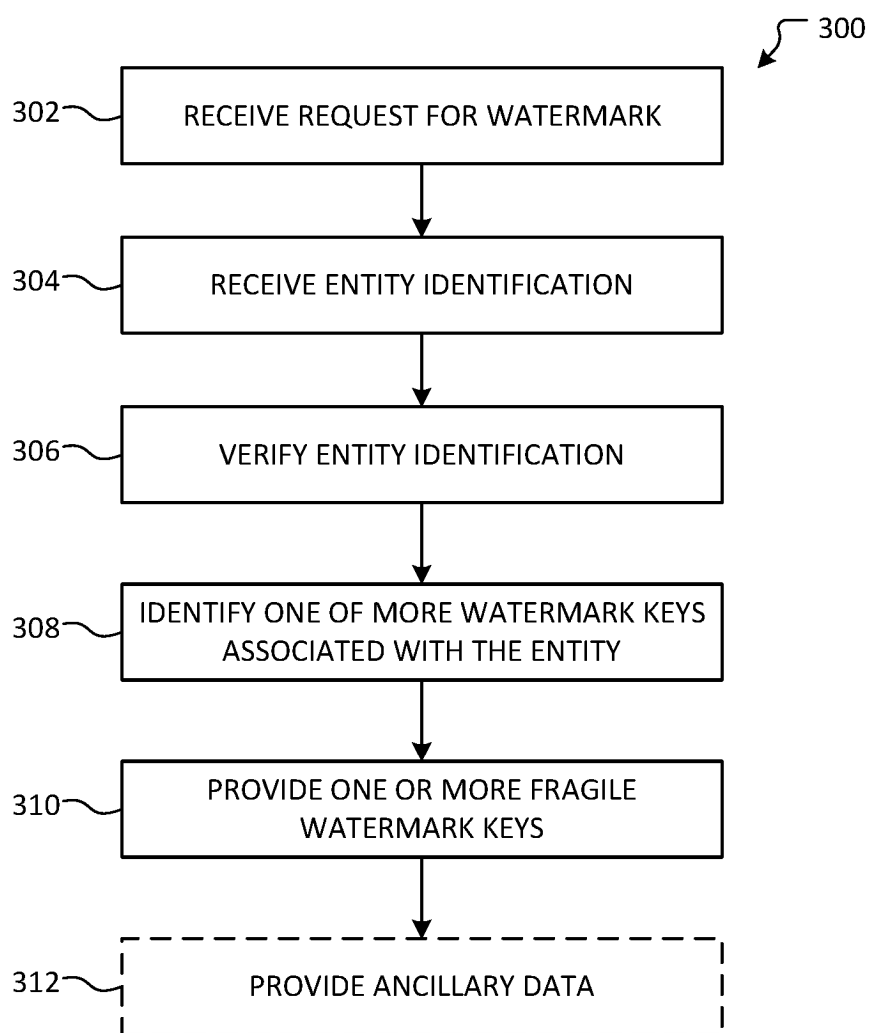 300
302
RECEIVE REQUEST FOR WATERMARK
304
RECEIVE ENTITY IDENTIFICATION
306
VERIFY ENTITY IDENTIFICATION
308
IDENTIFY ONE OF MORE WATERMARK KEYS
ASSOCIATED WITH THE ENTITY
310
PROVIDE ONE OR MORE FRAGILE
WATERMARK KEYS
312
PROVIDE ANCILLARY DATA